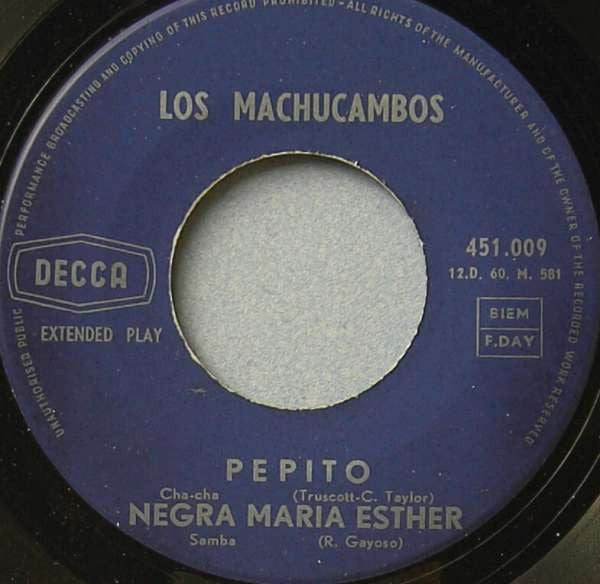 UNAUTHORISED PUBLIC PERFORMANCE BROADCASTING AND COPYING OF THIS RECORD PROHIBITED - ALL RIGHTS OF THE MANUFACTURER AND OF THE OWNER OF THE RECORDED WORK RESERVED
LOS MACHUCAMBOS
DECCA
EXTENDED PLAY
451.009
12.D. 60. M. 581
BIEM
F.DAY
PEPITO
Cha-cha (Truscott-C. Taylor)
NEGRA MARIA ESTHER
Samba (R. Gayoso)